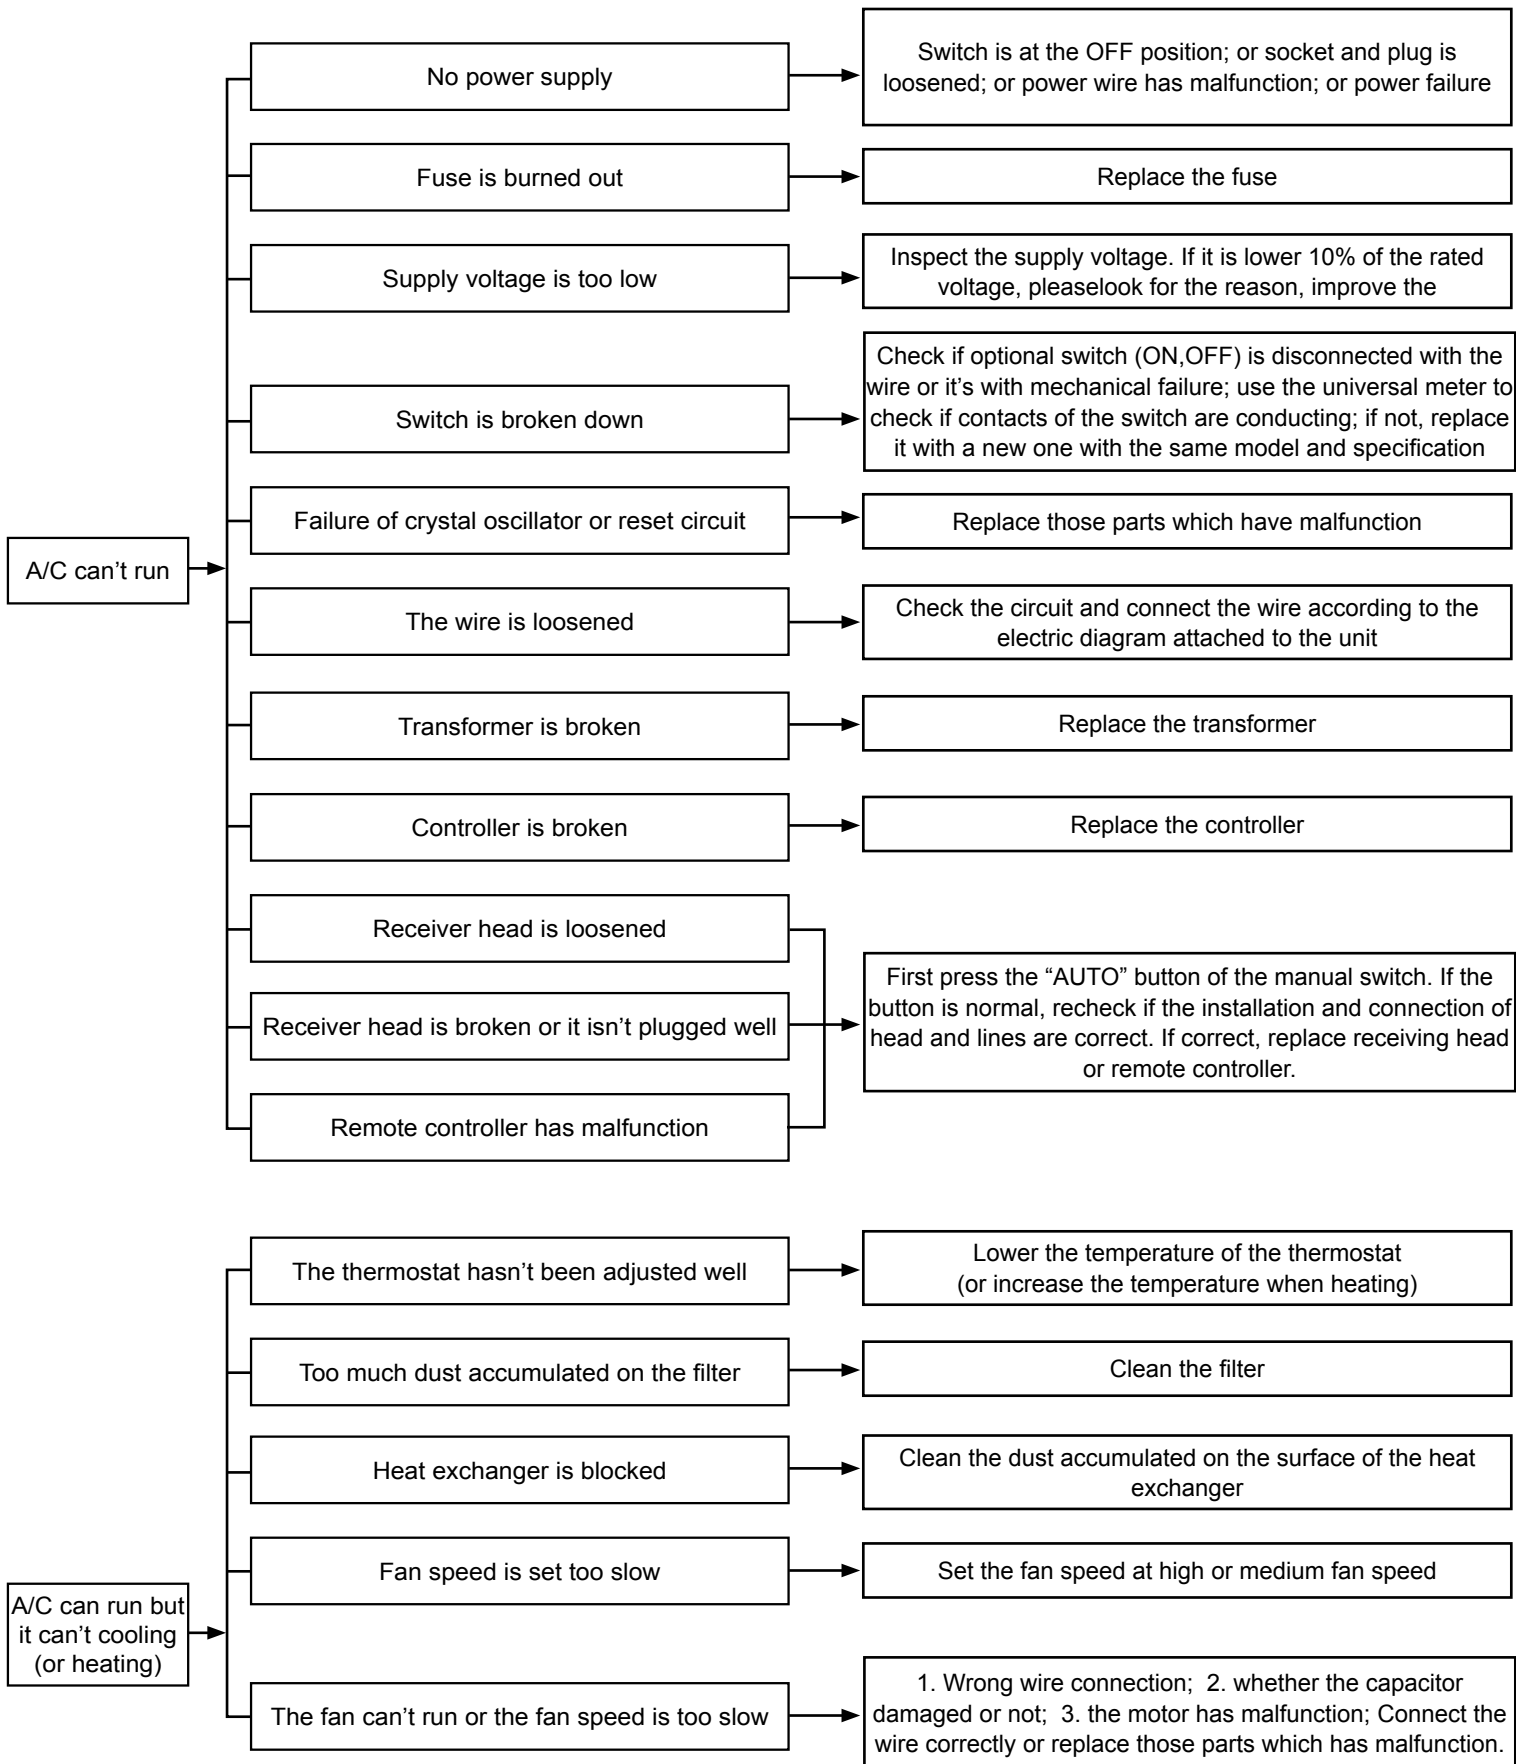 No power supply
Switch is at the OFF position; or socket and plug is
loosened; or power wire has malfunction; or power failure
Fuse is burned out
Replace the fuse
Supply voltage is too low
Inspect the supply voltage. If it is lower 10% of the rated
voltage, pleaselook for the reason, improve the
Switch is broken down
Check if optional switch (ON,OFF) is disconnected with the
wire or it’s with mechanical failure; use the universal meter to
check if contacts of the switch are conducting; if not, replace
it with a new one with the same model and specification
Failure of crystal oscillator or reset circuit
Replace those parts which have malfunction
A/C can’t run
The wire is loosened
Check the circuit and connect the wire according to the
electric diagram attached to the unit
Transformer is broken
Replace the transformer
Controller is broken
Replace the controller
Receiver head is loosened
Receiver head is broken or it isn’t plugged well
Remote controller has malfunction
First press the “AUTO” button of the manual switch. If the
button is normal, recheck if the installation and connection of
head and lines are correct. If correct, replace receiving head
or remote controller.
The thermostat hasn’t been adjusted well
Lower the temperature of the thermostat
(or increase the temperature when heating)
Too much dust accumulated on the filter
Clean the filter
Heat exchanger is blocked
Clean the dust accumulated on the surface of the heat
exchanger
Fan speed is set too slow
Set the fan speed at high or medium fan speed
A/C can run but
it can’t cooling
(or heating)
The fan can’t run or the fan speed is too slow
1. Wrong wire connection; 2. whether the capacitor
damaged or not; 3. the motor has malfunction; Connect the
wire correctly or replace those parts which has malfunction.